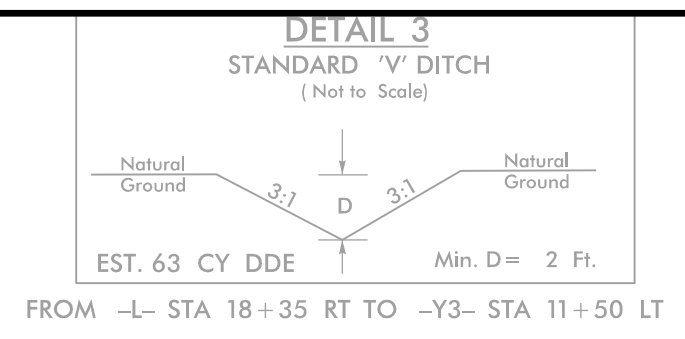 DETAIL 3
STANDARD 'V' DITCH
( Not to Scale)
Natural
Ground
3:1
D
3:1
Natural
Ground
EST. 63 CY DDE
Min. D = 2 Ft.
FROM –L– STA 18+35 RT TO –Y3– STA 11+50 LT